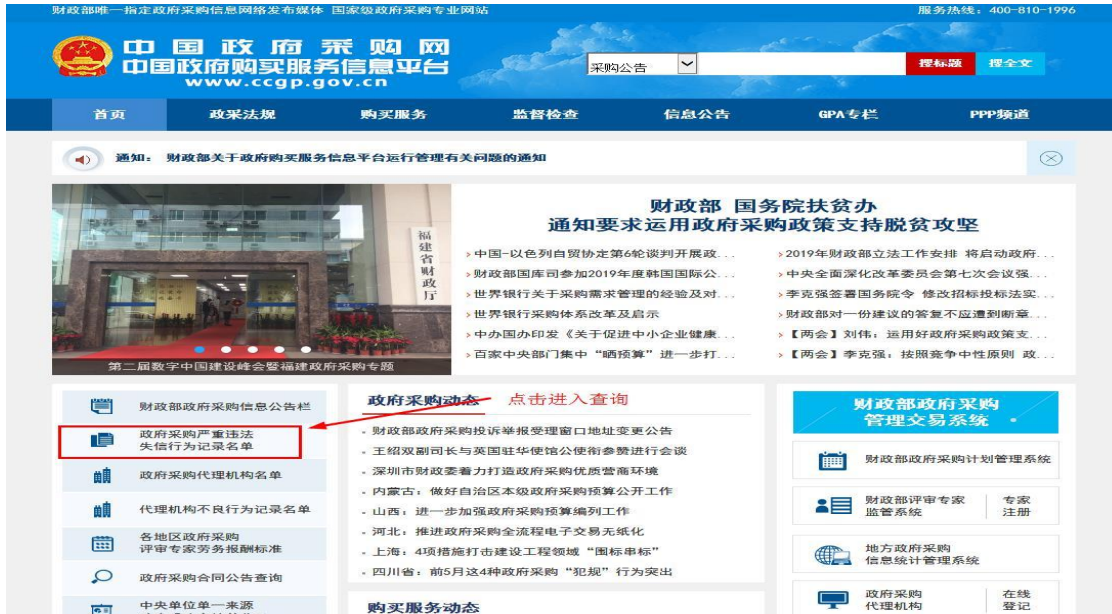 财政部唯一指定政府采购信息网络发布媒体 国家级政府采购专业网站
服务热线：400-810-1996
中国政府采购网
中国政府购买服务信息平台
www.ccgp.gov.cn
采购公告
搜标题
搜全文
首页
政采法规
购买服务
监督检查
信息公告
GPA专栏
PPP频道
通知：财政部关于政府购买服务信息平台运行管理有关问题的通知
福建省财政厅
第二届数字中国建设峰会暨福建政府采购专题
财政部 国务院扶贫办
通知要求运用政府采购政策支持脱贫攻坚
中国-以色列自贸协定第6轮谈判开展政...
财政部国库司参加2019年度韩国国际公...
世界银行关于采购需求管理的经验及对...
世界银行采购体系改革及启示
中办国办印发《关于促进中小企业健康...
百家中央部门集中“晒预算”进一步打...
2019年财政部立法工作安排 将启动政府...
中央全面深化改革委员会第七次会议强...
李克强签署国务院令 修改招标投标法实...
财政部对一份建议的答复不应遭到断章...
【两会】刘伟：运用好政府采购政策支...
【两会】李克强：按照竞争中性原则 政...
财政部政府采购信息公告栏
政府采购严重违法
失信行为记录名单
政府采购代理机构名单
代理机构不良行为记录名单
各地区政府采购
评审专家劳务报酬标准
政府采购合同公告查询
中央单位单一来源
政府采购动态
点击进入查询
财政部政府采购投诉举报受理窗口地址变更公告
王绍双副司长与英国驻华使馆公使衔参赞进行会谈
深圳市财政委着力打造政府采购优质营商环境
内蒙古：做好自治区本级政府采购预算公开工作
山西：进一步加强政府采购预算编列工作
河北：推进政府采购全流程电子交易无纸化
上海：4项措施打击建设工程领域“围标串标”
四川省：前5月这4种政府采购“犯规”行为突出
购买服务动态
财政部政府采购
管理交易系统
财政部政府采购计划管理系统
财政部评审专家
监管系统
专家
注册
地方政府采购
信息统计管理系统
政府采购
代理机构
在线
登记